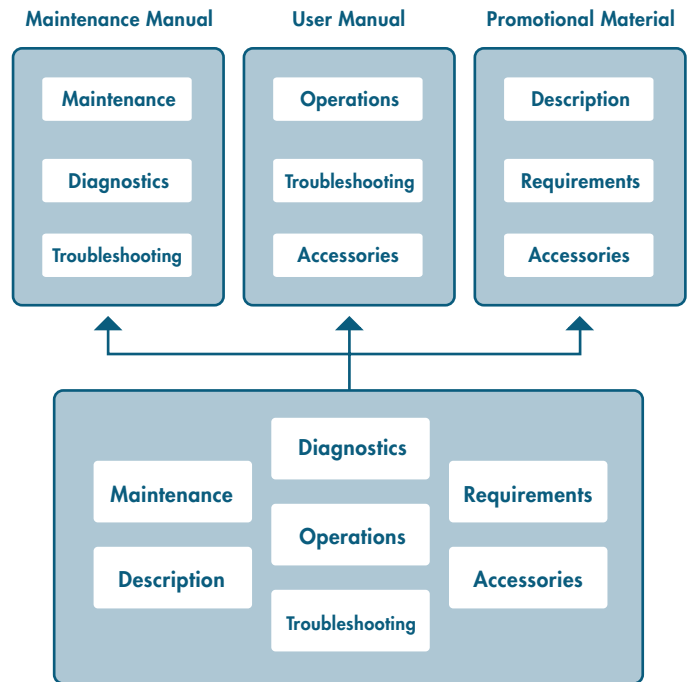 Maintenance Manual
User Manual
Promotional Material
Maintenance
Diagnostics
Troubleshooting
Operations
Troubleshooting
Accessories
Description
Requirements
Accessories
Maintenance
Description
Diagnostics
Operations
Troubleshooting
Requirements
Accessories